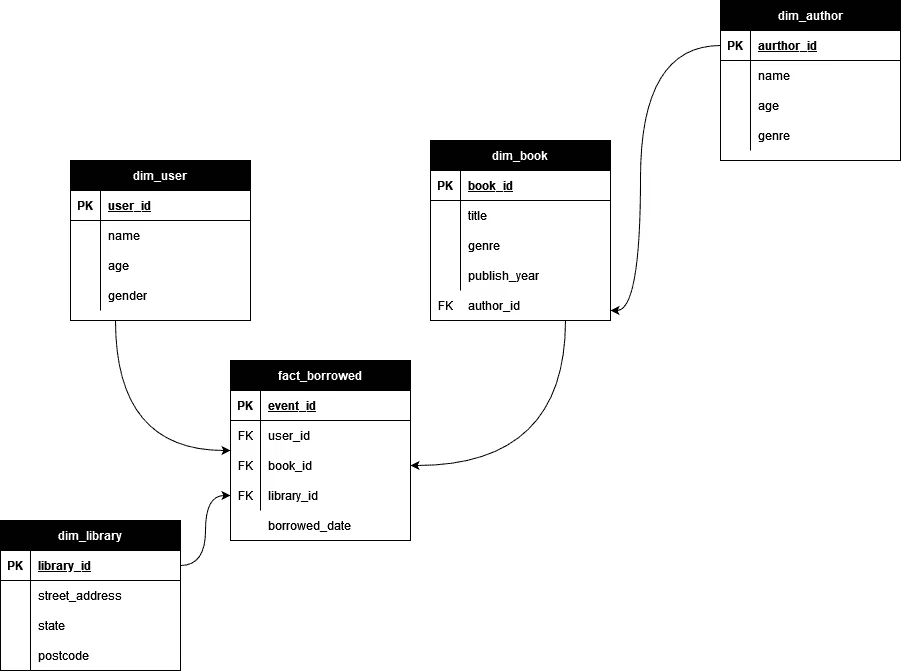 dim_author
PK aurthor_id
name
age
genre
dim_book
PK book_id
title
genre
publish_year
FK author_id
dim_user
PK user_id
name
age
gender
fact_borrowed
PK event_id
FK user_id
FK book_id
FK library_id
borrowed_date
dim_library
PK library_id
street_address
state
postcode